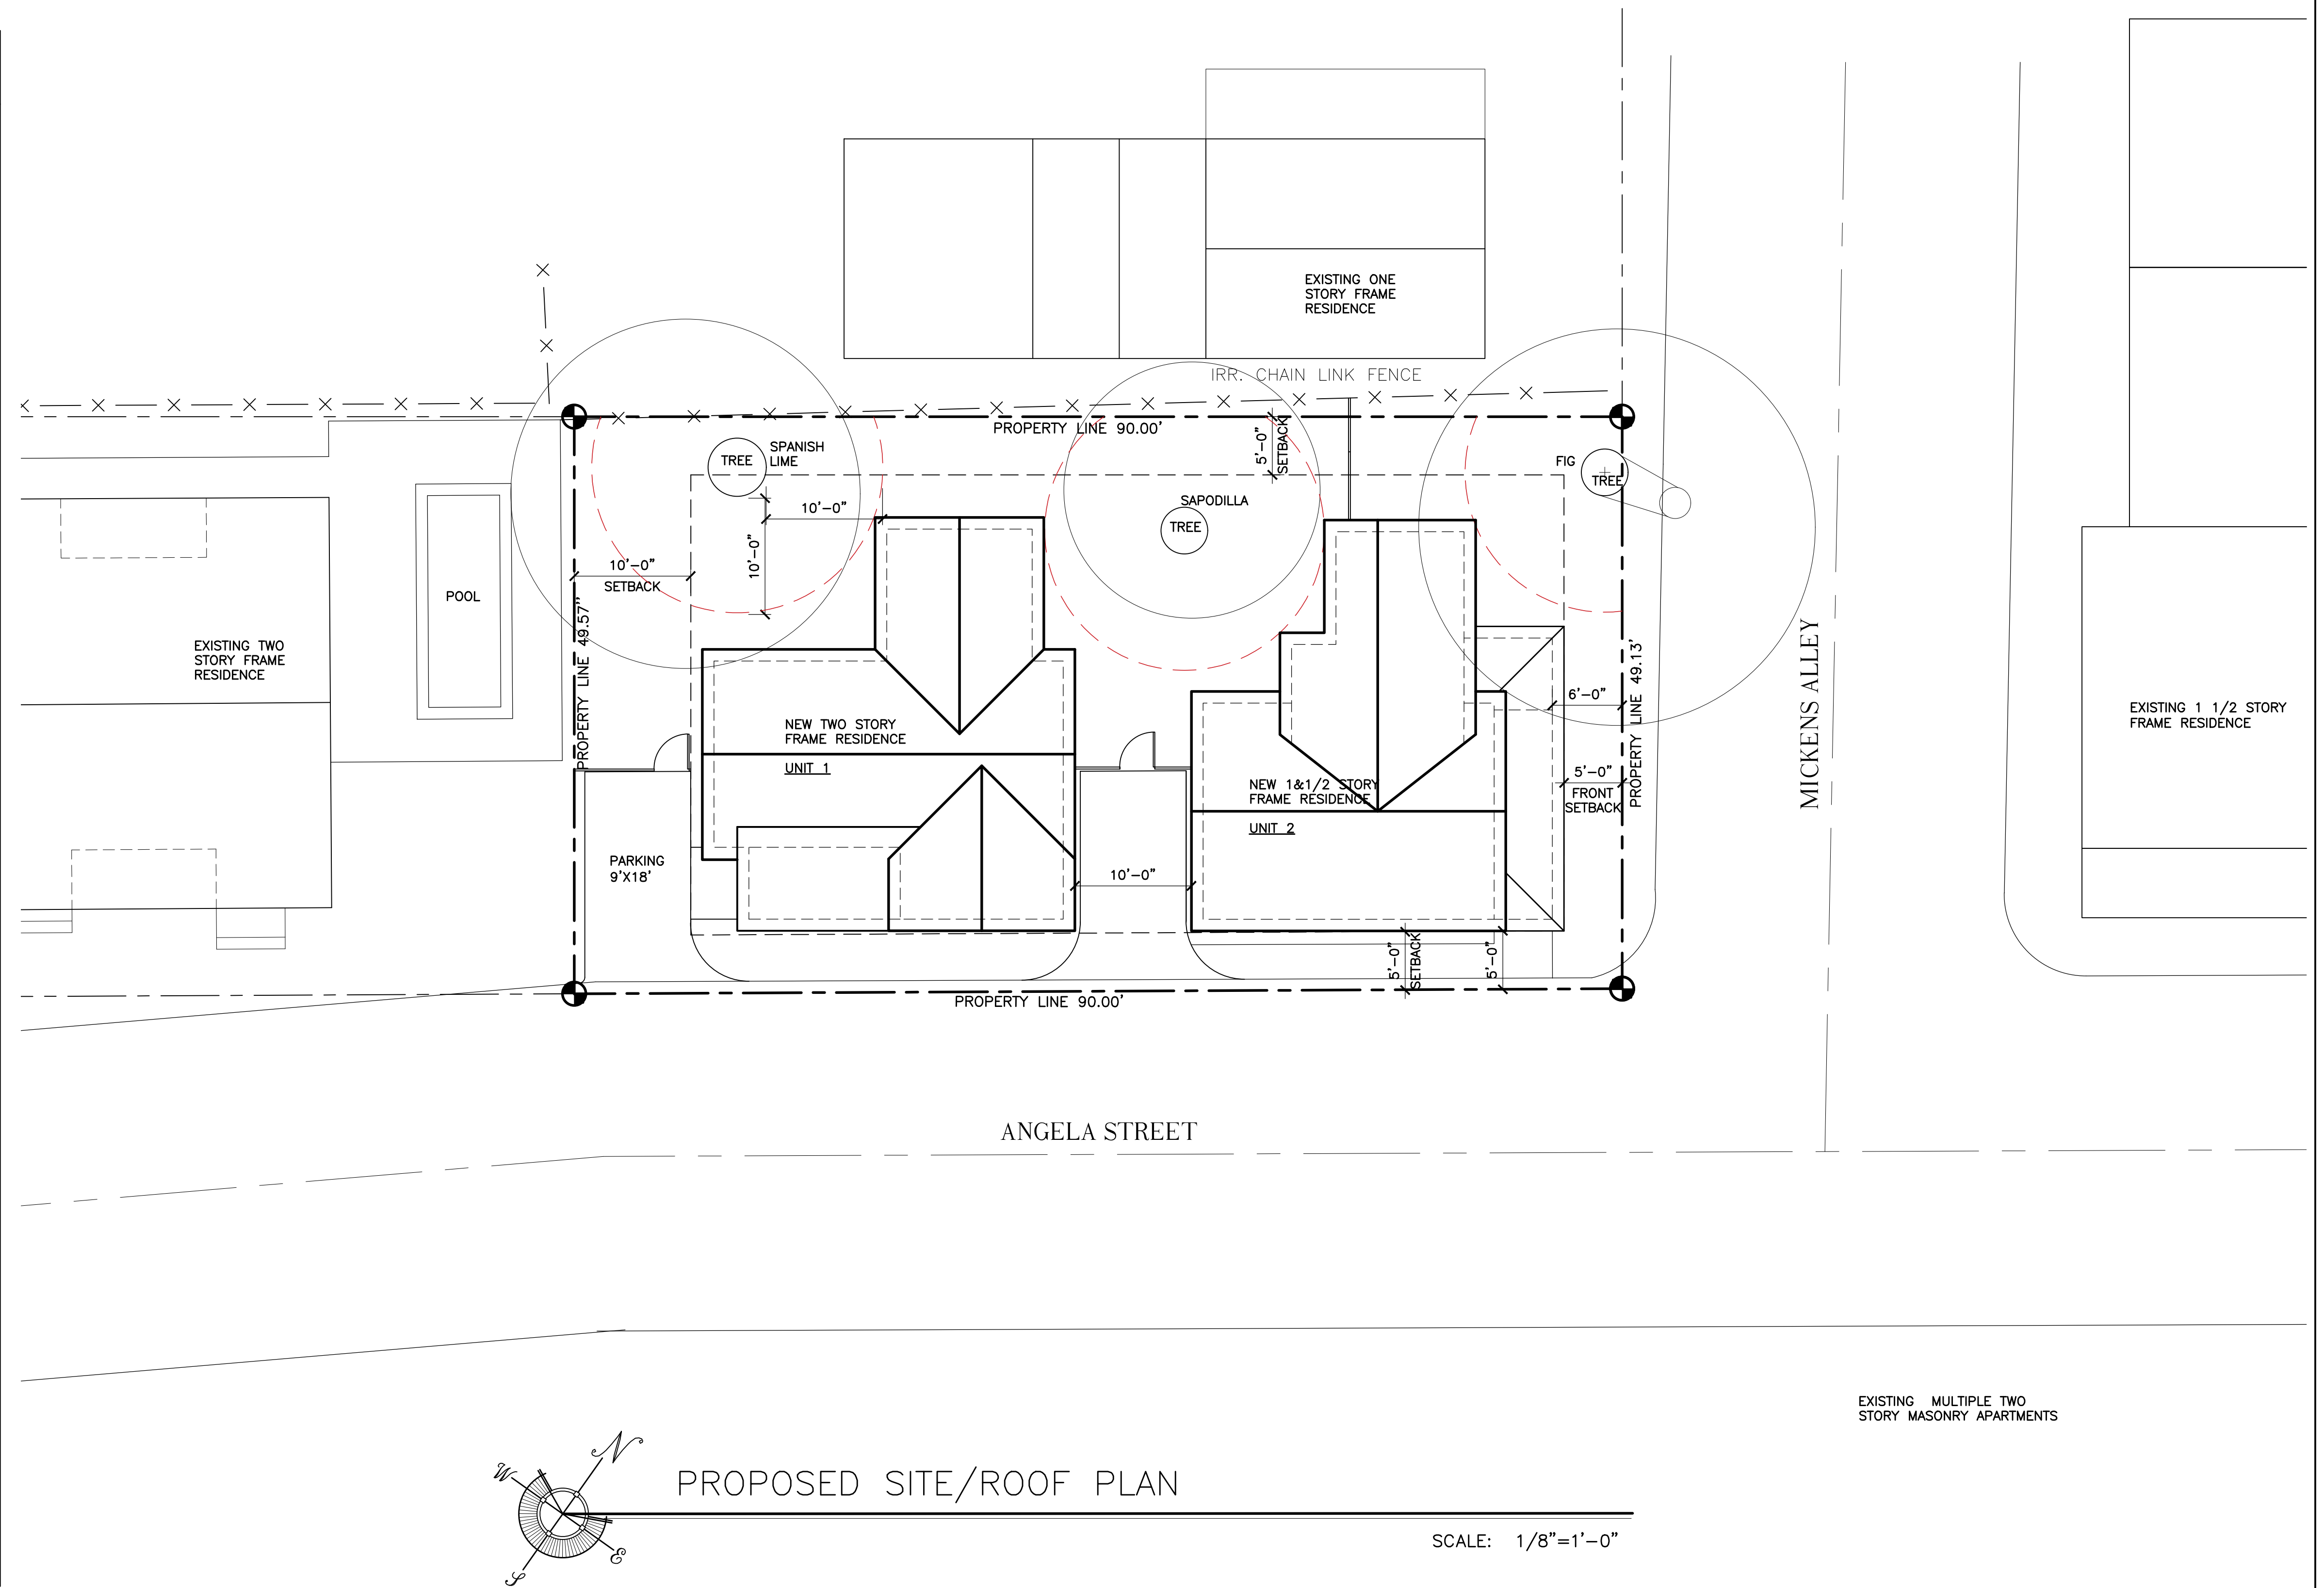 EXISTING ONE
STORY FRAME
RESIDENCE
IRR. CHAIN LINK FENCE
PROPERTY LINE 90.00'
5'-0"
SETBACK
TREE
SPANISH
LIME
FIG
TREE
SAPODILLA
TREE
10'-0"
10'-0"
10'-0"
SETBACK
POOL
PROPERTY LINE 49.57'
EXISTING TWO
STORY FRAME
RESIDENCE
NEW TWO STORY
FRAME RESIDENCE
UNIT 1
NEW 1&1/2 STORY
FRAME RESIDENCE
UNIT 2
6'-0"
5'-0"
FRONT
SETBACK
PROPERTY LINE 49.13'
MICKENS ALLEY
EXISTING 1 1/2 STORY
FRAME RESIDENCE
PARKING
9'X18'
10'-0"
5'-0"
SETBACK
5'-0"
PROPERTY LINE 90.00'
ANGELA STREET
EXISTING MULTIPLE TWO
STORY MASONRY APARTMENTS
N
W
E
S
PROPOSED SITE/ROOF PLAN
SCALE: 1/8"=1'-0"